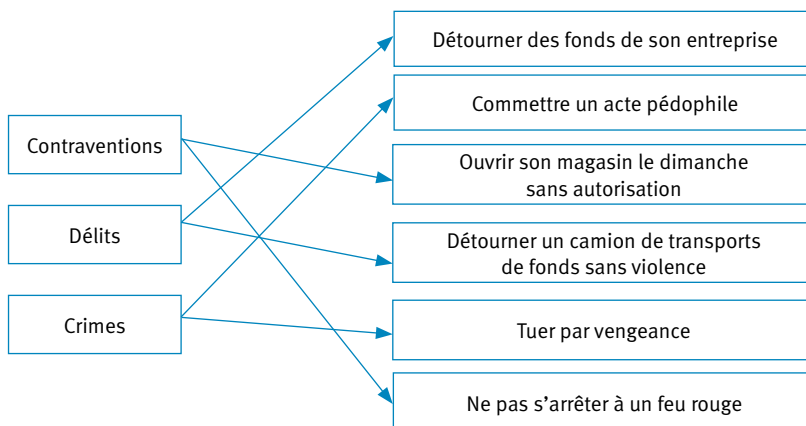 Contraventions
Délits
Crimes
Détourner des fonds de son entreprise
Commettre un acte pédophile
Ouvrir son magasin le dimanche
sans autorisation
Détourner un camion de transports
de fonds sans violence
Tuer par vengeance
Ne pas s’arrêter à un feu rouge